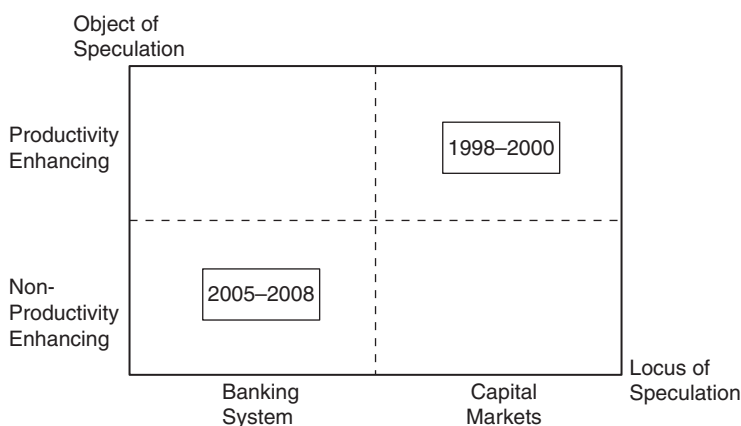 Object of
Speculation
Productivity
Enhancing
1998–2000
Non-
Productivity
Enhancing
2005–2008
Locus of
Speculation
Banking
System
Capital
Markets